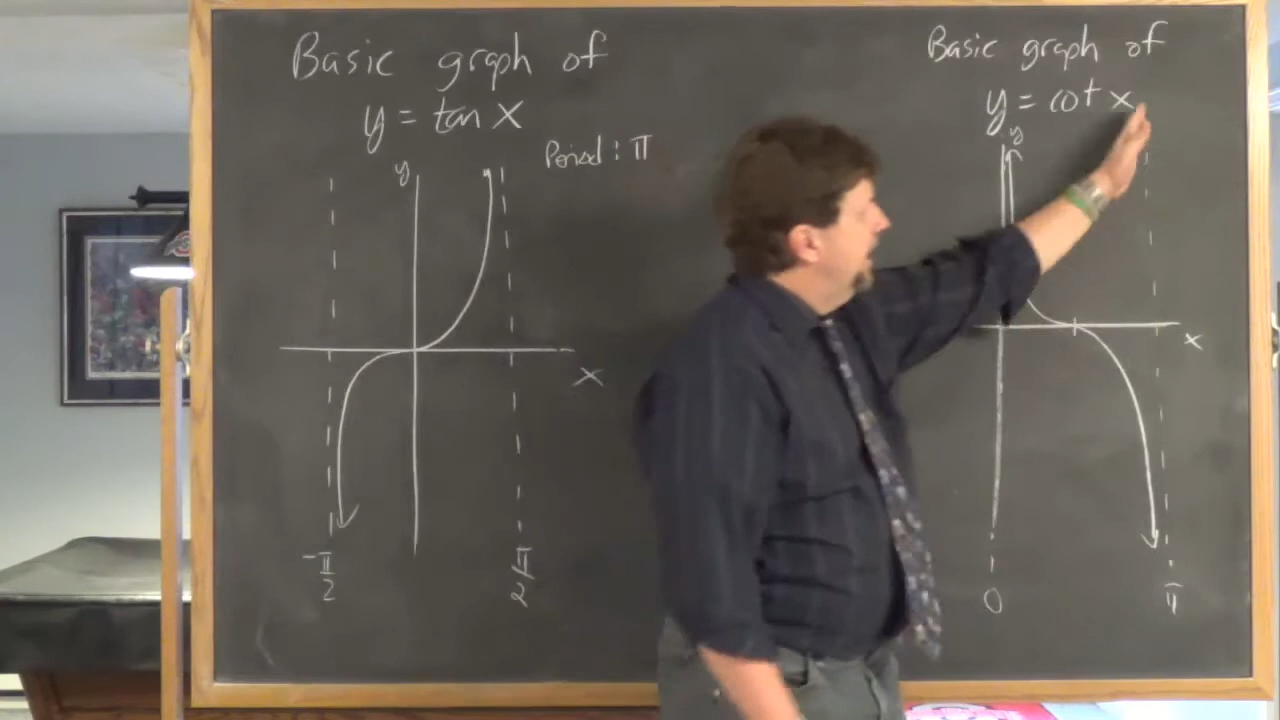 Basic graph of
y = tan x
Period: π
y
x
-π/2
π/2
Basic graph of
y = cot x
y
x
0
π